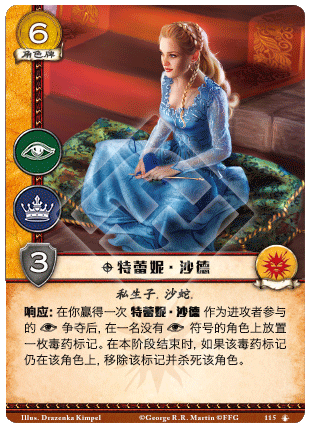 6
角色牌
3
特蕾妮·沙德
私生子. 沙蛇.
响应: 在你赢得一次 特蕾妮·沙德 作为进攻者参与
的 争夺后, 在一名没有 符号的角色上放置
一枚毒药标记。在本阶段结束时, 如果该毒药标记
仍在该角色上, 移除该标记并杀死该角色。
Illus. Drazenka Kimpel ©George R.R. Martin ©FFG 115